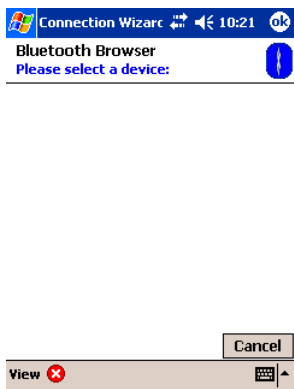 Connection Wizarc 10:21 ok
Bluetooth Browser
Please select a device:
Cancel
View